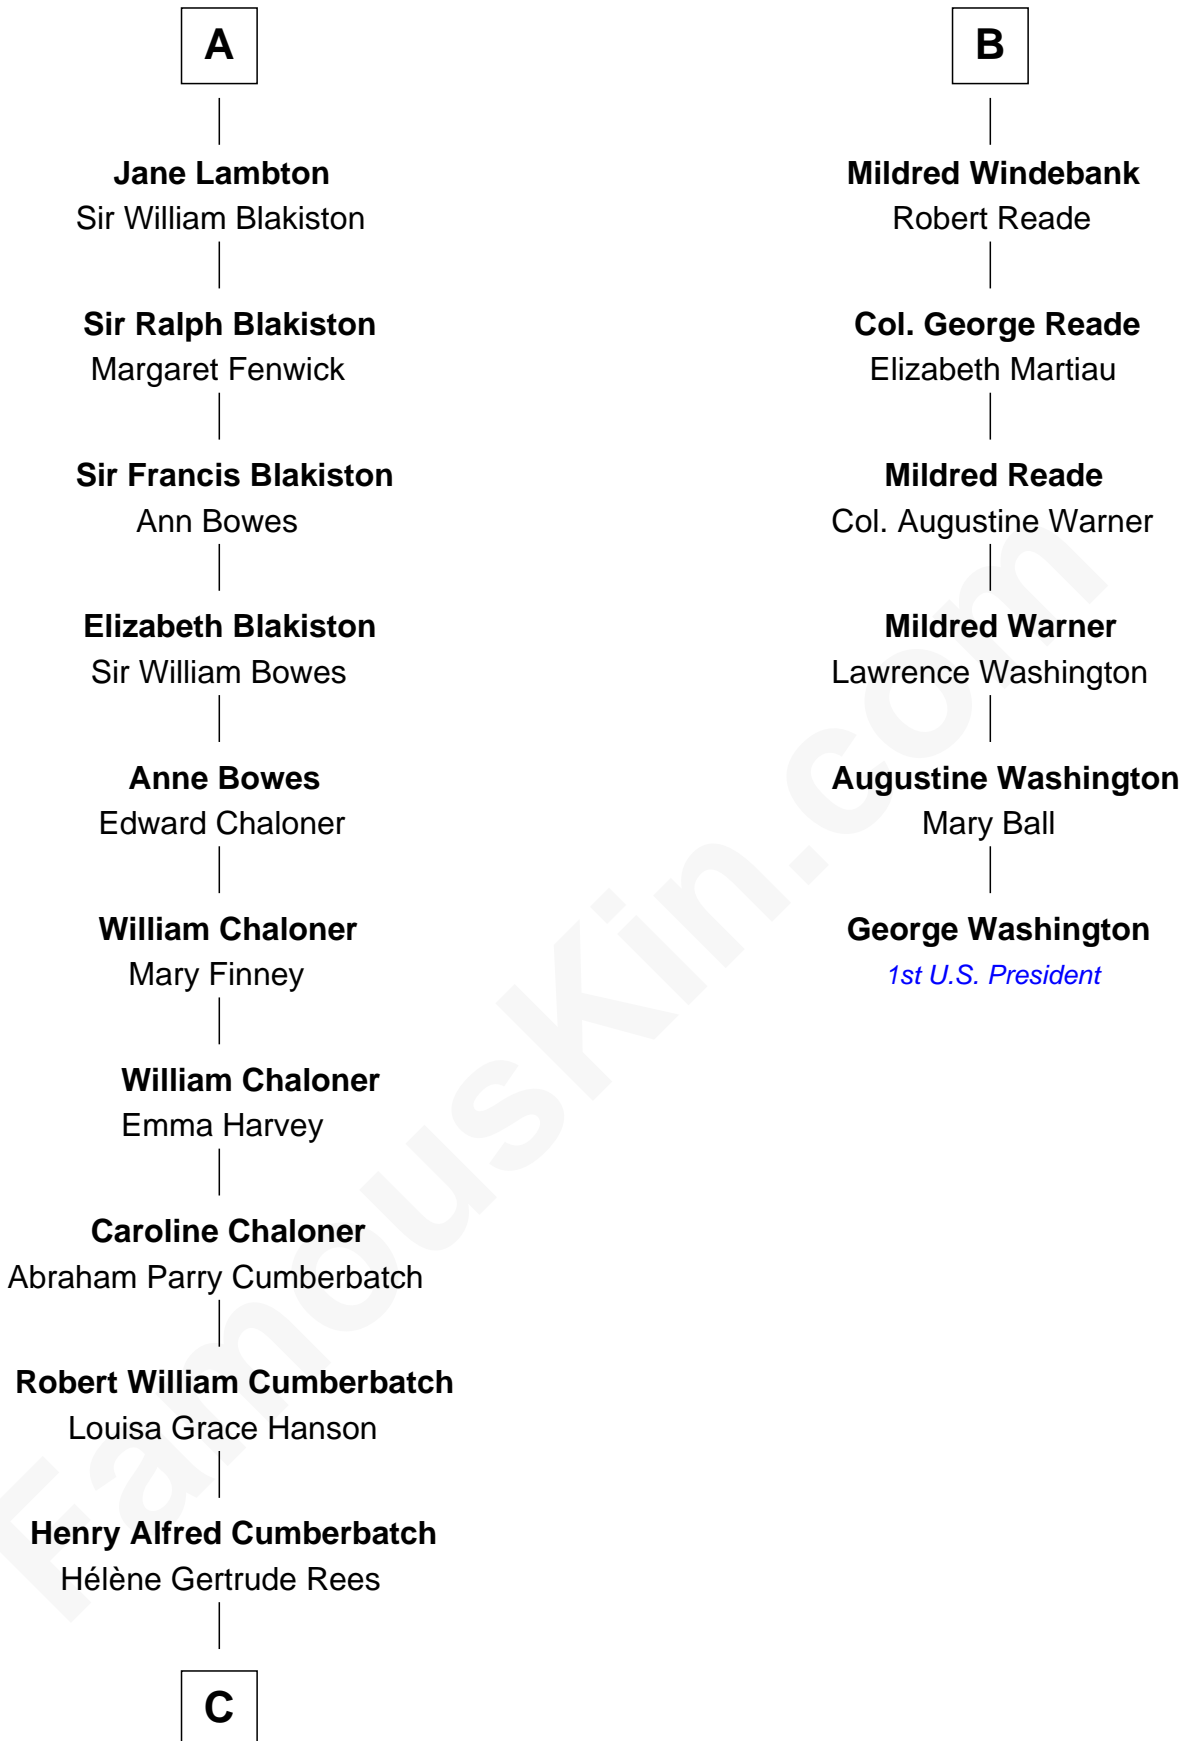 A
Jane Lambton
Sir William Blakiston
Sir Ralph Blakiston
Margaret Fenwick
Sir Francis Blakiston
Ann Bowes
Elizabeth Blakiston
Sir William Bowes
Anne Bowes
Edward Chaloner
William Chaloner
Mary Finney
William Chaloner
Emma Harvey
Caroline Chaloner
Abraham Parry Cumberbatch
Robert William Cumberbatch
Louisa Grace Hanson
Henry Alfred Cumberbatch
Hélène Gertrude Rees
C
B
Mildred Windebank
Robert Reade
Col. George Reade
Elizabeth Martiau
Mildred Reade
Col. Augustine Warner
Mildred Warner
Lawrence Washington
Augustine Washington
Mary Ball
George Washington
1st U.S. President
FamousKin.com